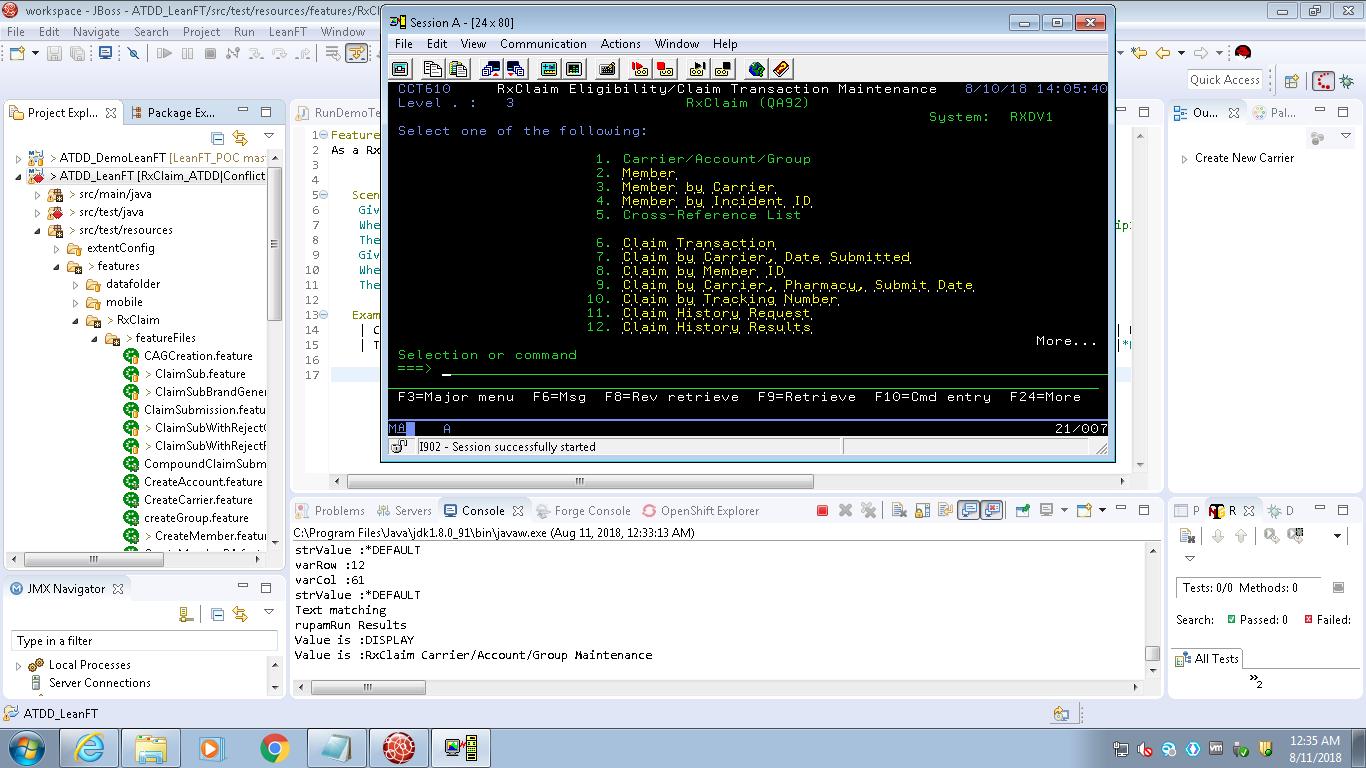 workspace - JBoss - ATDD_LeanFT/src/test/resources/features/RxCl
File Edit Navigate Search Project Run LeanFT Window
Quick Access
Project Expl...
Package Ex...
> ATDD_DemoLeanFT [LeanFT_POC mas
> ATDD_LeanFT [RxClaim_ATDD|Conflict
> src/main/java
> src/test/java
> src/test/resources
extentConfig
> features
datafolder
mobile
> RxClaim
> featureFiles
CAGCreation.feature
> ClaimSub.feature
> ClaimSubBrandGene
ClaimSubmission.featu
> ClaimSubWithReject
> ClaimSubWithReject
CompoundClaimSubm
CreateAccount.feature
CreateCarrier.feature
createGroup.feature
> CreateMember.feature
RunDemoTe
1 Featur
2 As a Rx
3
4
5 Scen
6 Giv
7 Whe
8 The
9 Giv
10 Whe
11 The
12
13 Exam
14 | C
15 | T
16
17
Session A - [24 x 80]
File Edit View Communication Actions Window Help
CCT610 RxClaim Eligibility/Claim Transaction Maintenance 8/10/18 14:05:40
Level . : 3 RxClaim (QA92)
System: RXDV1
Select one of the following:
1. Carrier/Account/Group
2. Member
3. Member by Carrier
4. Member by Incident ID
5. Cross-Reference List
6. Claim Transaction
7. Claim by Carrier, Date Submitted
8. Claim by Member ID
9. Claim by Carrier, Pharmacy, Submit Date
10. Claim by Tracking Number
11. Claim History Request
12. Claim History Results
More...
Selection or command
===>
F3=Major menu F6=Msg F8=Rev retrieve F9=Retrieve F10=Cmd entry F24=More
MA A 21/007
I902 - Session successfully started
Ou...
Pal...
Create New Carrier
Problems Servers Console Forge Console OpenShift Explorer
C:\Program Files\Java\jdk1.8.0_91\bin\javaw.exe (Aug 11, 2018, 12:33:13 AM)
strValue :*DEFAULT
varRow :12
varCol :61
strValue :*DEFAULT
Text matching
rupamRun Results
Value is :DISPLAY
Value is :RxClaim Carrier/Account/Group Maintenance
JMX Navigator
Type in a filter
Local Processes
Server Connections
P R D
Tests: 0/0 Methods: 0
Search: Passed: 0 Failed:
All Tests
»2
ATDD_LeanFT
12:35 AM
8/11/2018